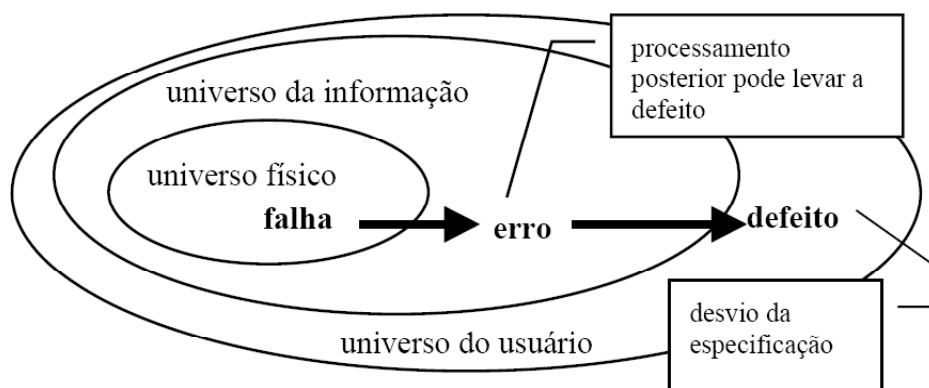 processamento
posterior pode levar a
defeito
universo da informação
universo físico
falha
erro
defeito
desvio da
especificação
universo do usuário